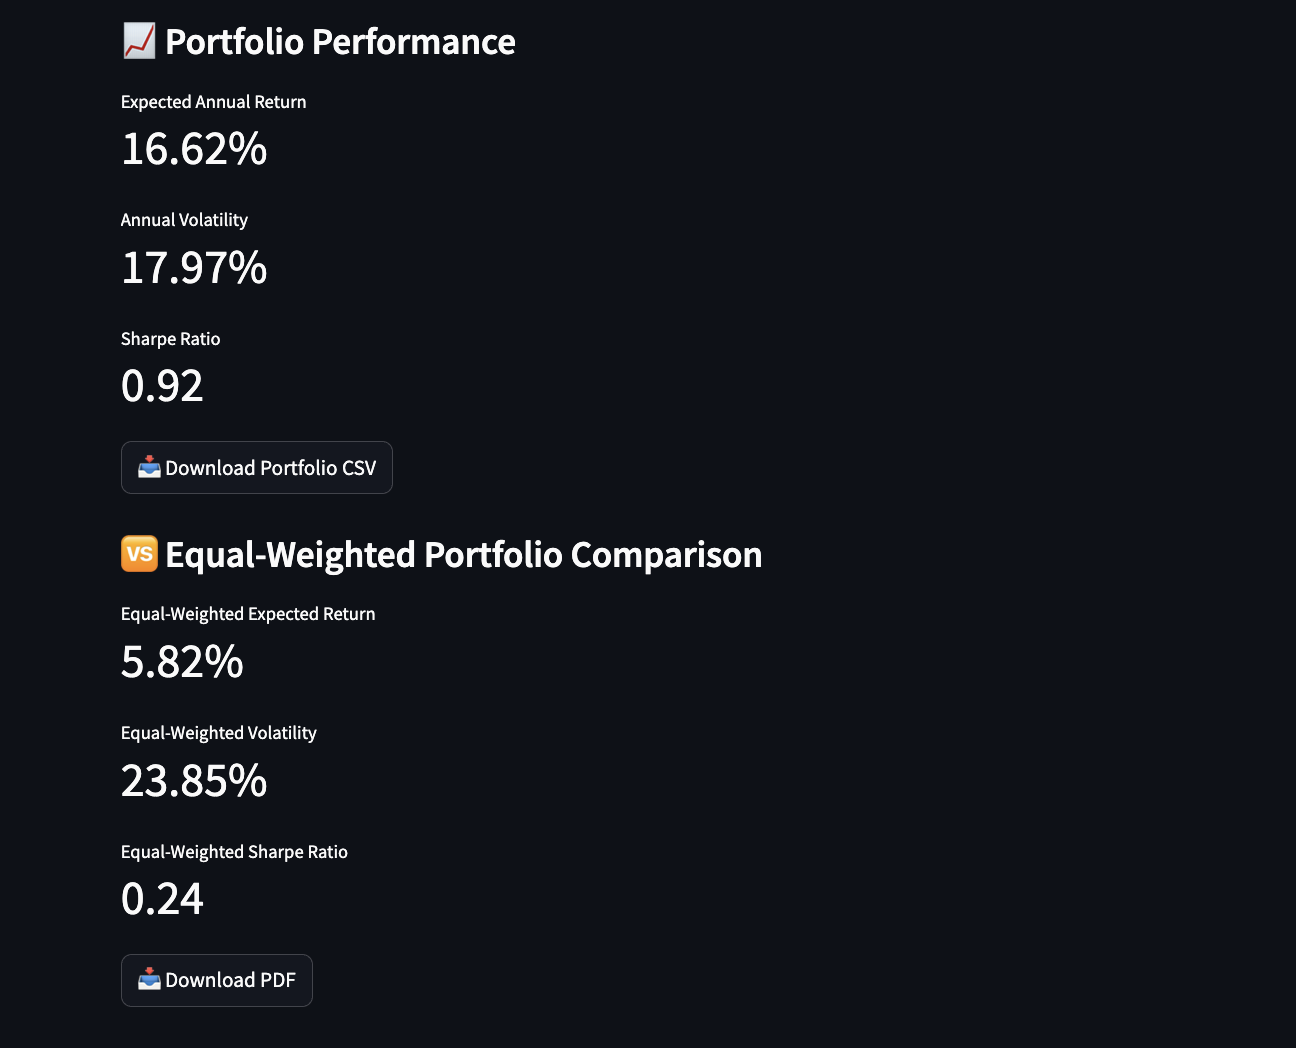 Portfolio Performance
Expected Annual Return
16.62%
Annual Volatility
17.97%
Sharpe Ratio
0.92
Download Portfolio CSV
VS Equal-Weighted Portfolio Comparison
Equal-Weighted Expected Return
5.82%
Equal-Weighted Volatility
23.85%
Equal-Weighted Sharpe Ratio
0.24
Download PDF